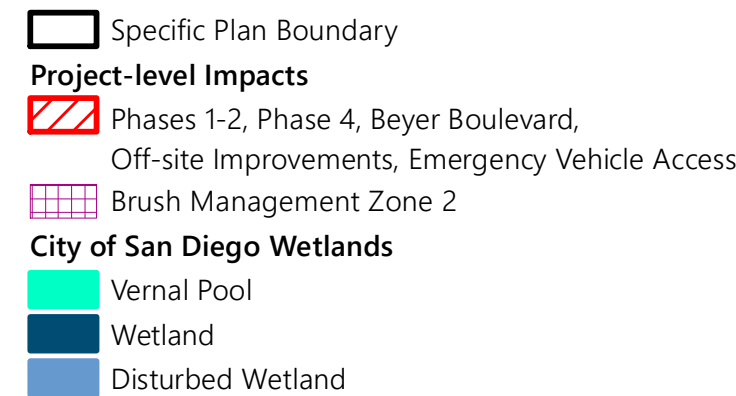 Specific Plan Boundary
Project-level Impacts
Phases 1-2, Phase 4, Beyer Boulevard,
Off-site Improvements, Emergency Vehicle Access
Brush Management Zone 2
City of San Diego Wetlands
Vernal Pool
Wetland
Disturbed Wetland